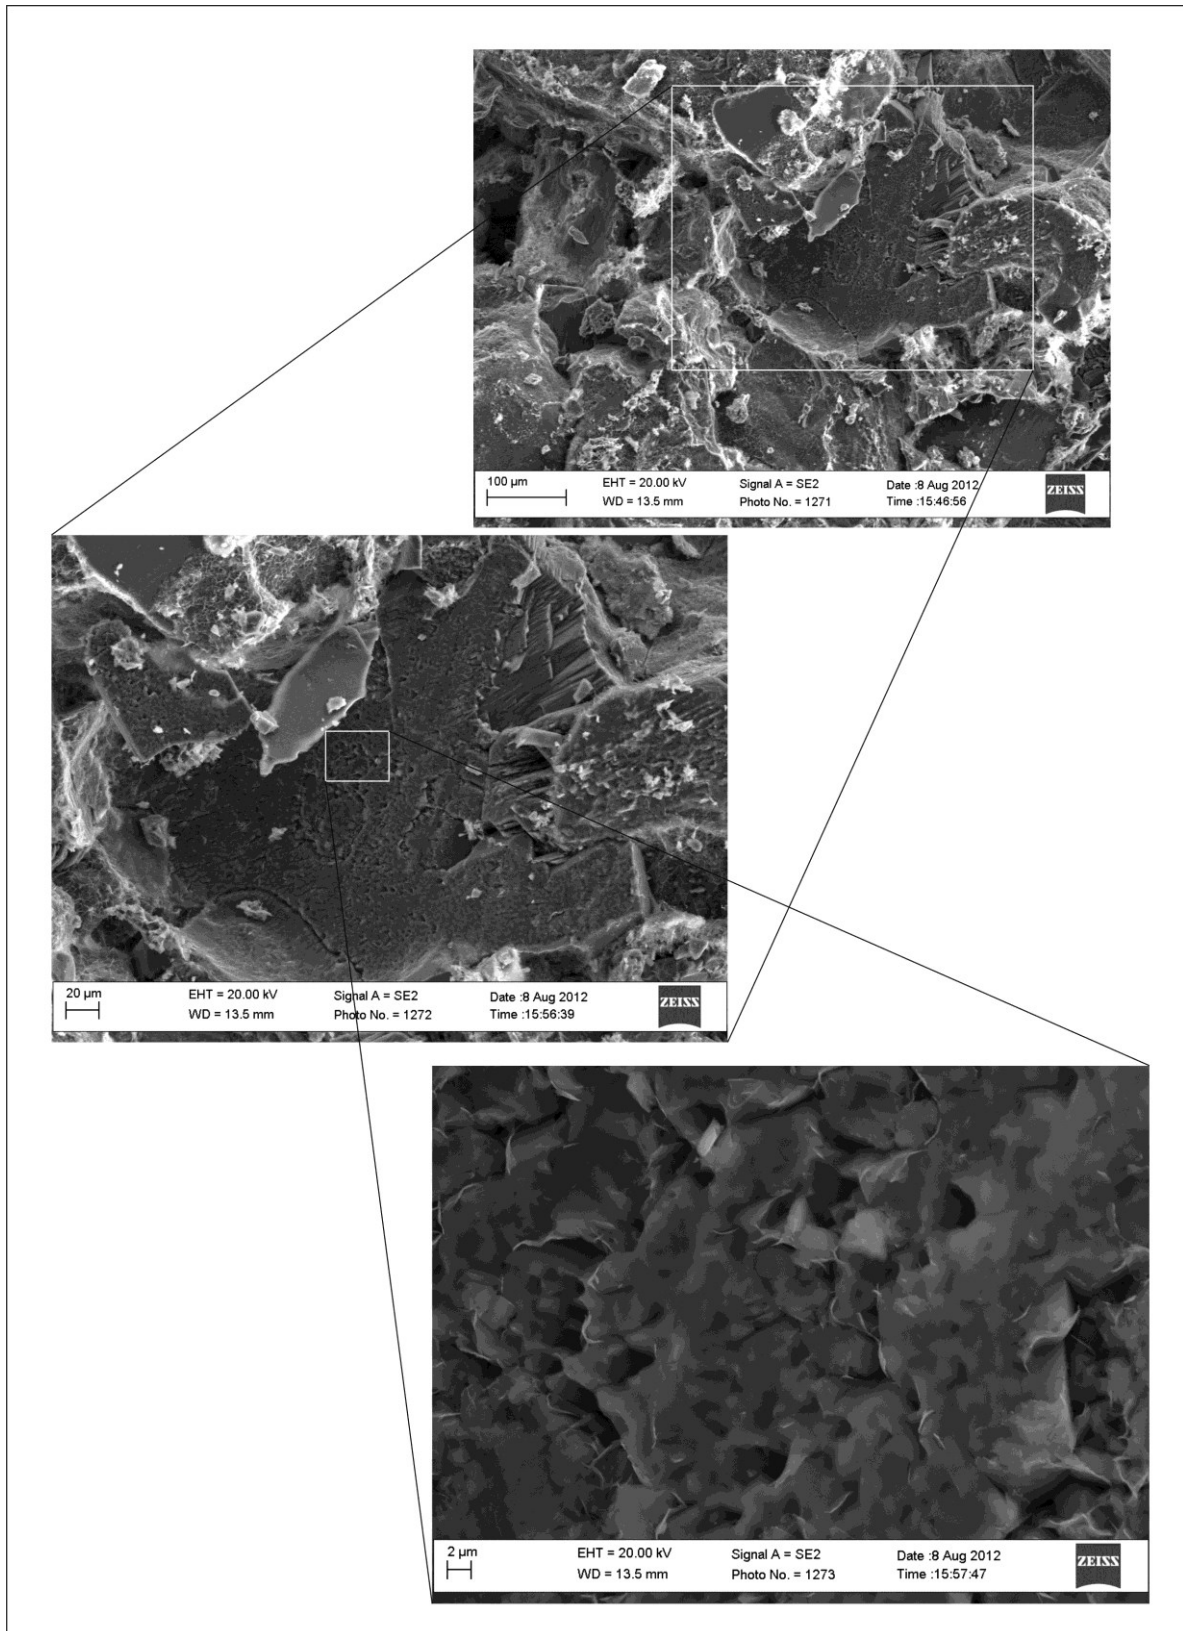 100 µm EHT = 20.00 kV Signal A = SE2 Date :8 Aug 2012 ZEISS
WD = 13.5 mm Photo No. = 1271 Time :15:46:56
20 µm EHT = 20.00 kV Signal A = SE2 Date :8 Aug 2012 ZEISS
WD = 13.5 mm Photo No. = 1272 Time :15:56:39
2 µm EHT = 20.00 kV Signal A = SE2 Date :8 Aug 2012 ZEISS
WD = 13.5 mm Photo No. = 1273 Time :15:57:47